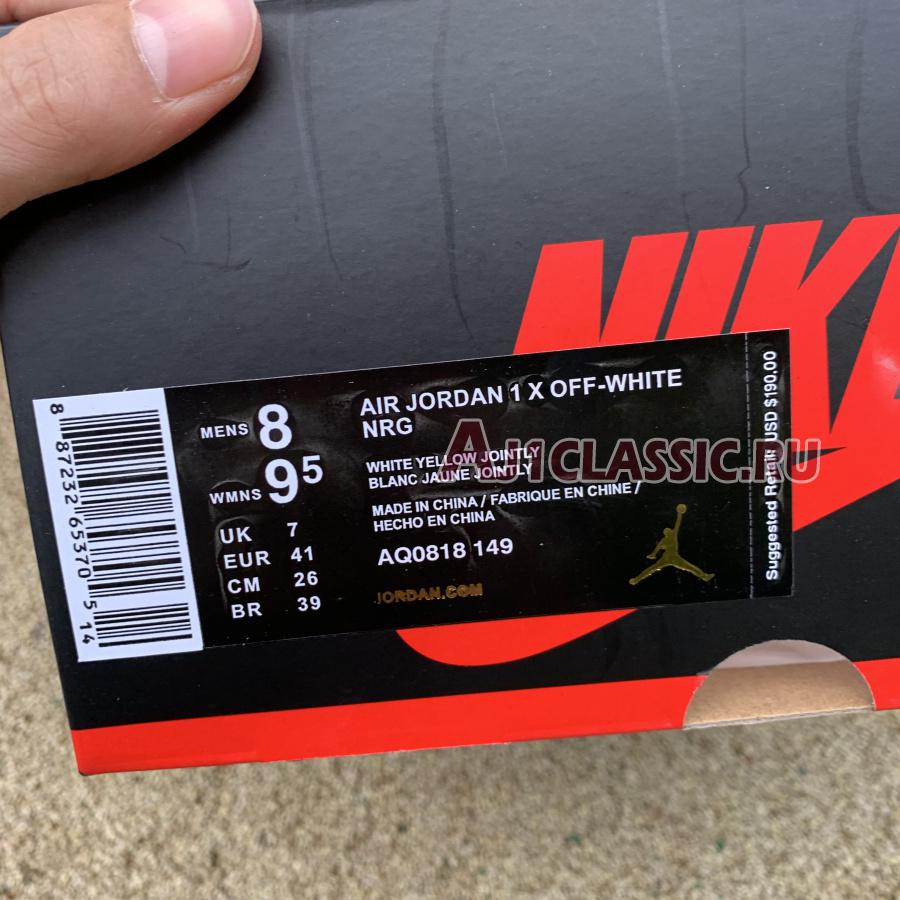 NIKE
AIR JORDAN 1 X OFF-WHITE
NRG
MENS 8
WMNS 95
WHITE YELLOW JOINTLY
BLANC JAUNE JOINTLY
MADE IN CHINA / FABRIQUE EN CHINE /
HECHO EN CHINA
UK 7
EUR 41
CM 26
BR 39
AQ0818 149
JORDAN.COM
Suggested Retail: USD $190.00
8 87232 65370 5 14
AJ1CLASSIC.RU